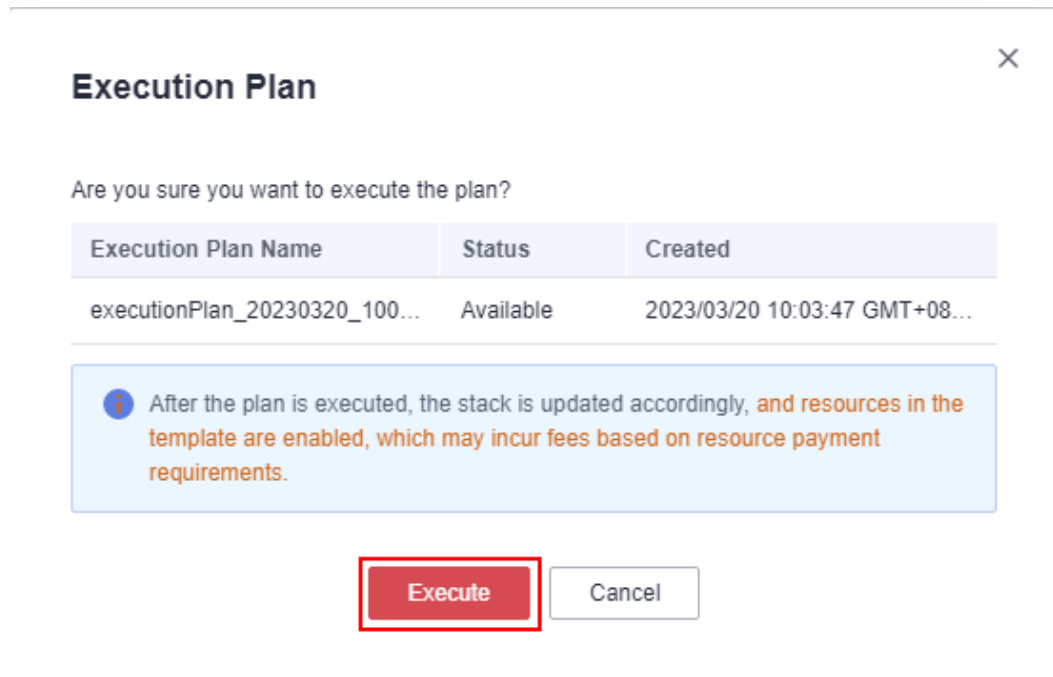 Execution Plan
Are you sure you want to execute the plan?
Execution Plan Name Status Created
executionPlan_20230320_100... Available 2023/03/20 10:03:47 GMT+08...
After the plan is executed, the stack is updated accordingly, and resources in the
template are enabled, which may incur fees based on resource payment
requirements.
Execute Cancel